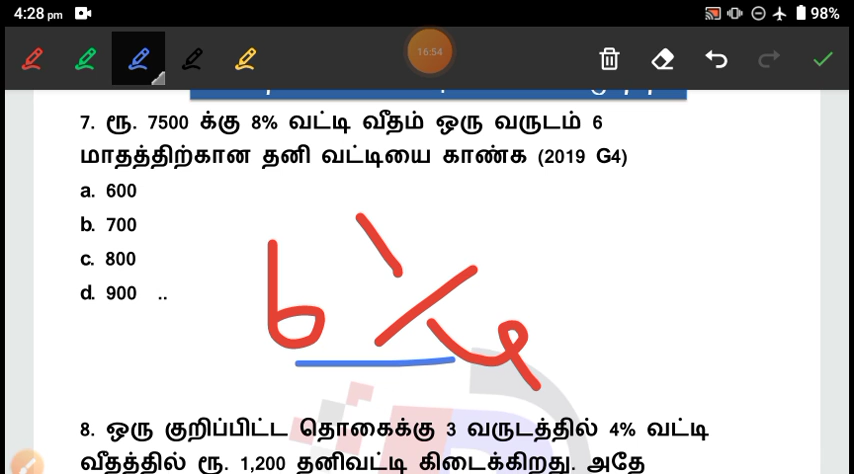 4:28 pm 98%
16:54
7. ரூ. 7500 க்கு 8% வட்டி வீதம் ஒரு வருடம் 6
மாதத்திற்கான தனி வட்டியை காண்க (2019 G4)
a. 600
b. 700
c. 800
d. 900 ..
8. ஒரு குறிப்பிட்ட தொகைக்கு 3 வருடத்தில் 4% வட்டி
வீதத்தில் ரூ. 1,200 தனிவட்டி கிடைக்கிறது. அதே